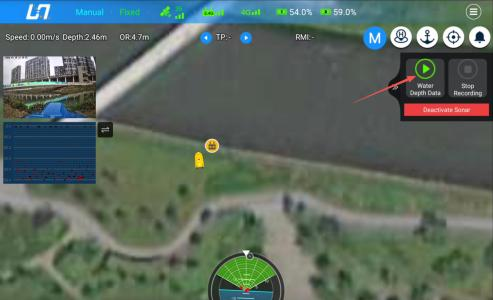 Manual Fixed 4G 54.0% 59.0%
Speed:0.00m/s Depth:2.46m OR:4.7m TP:- RMI:-
M
H
Water
Depth Data
Stop
Recording
Deactivate Sonar